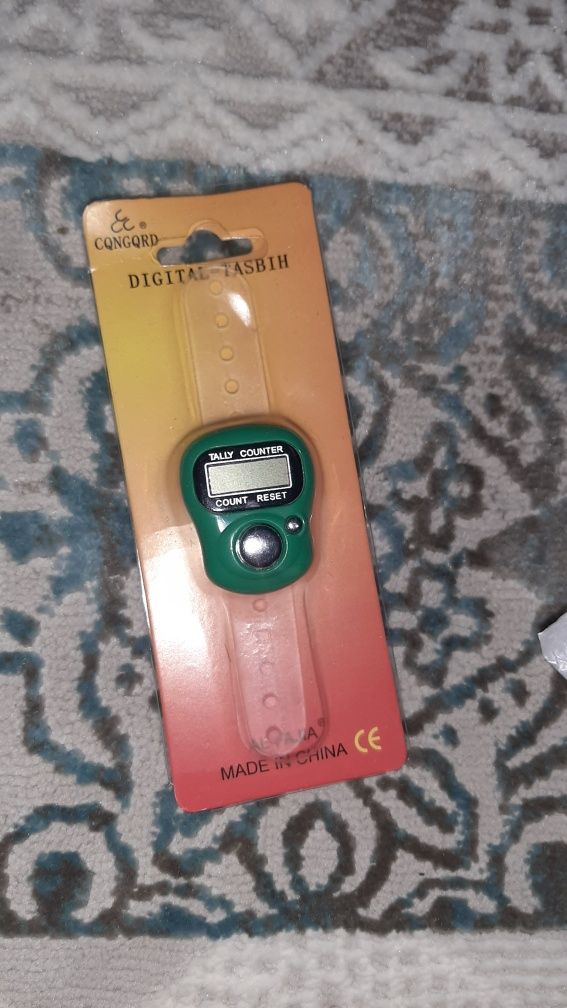 CQNGQRD®
DIGITAL TASBIH
TALLY COUNTER
COUNT RESET
MADE IN CHINA CE